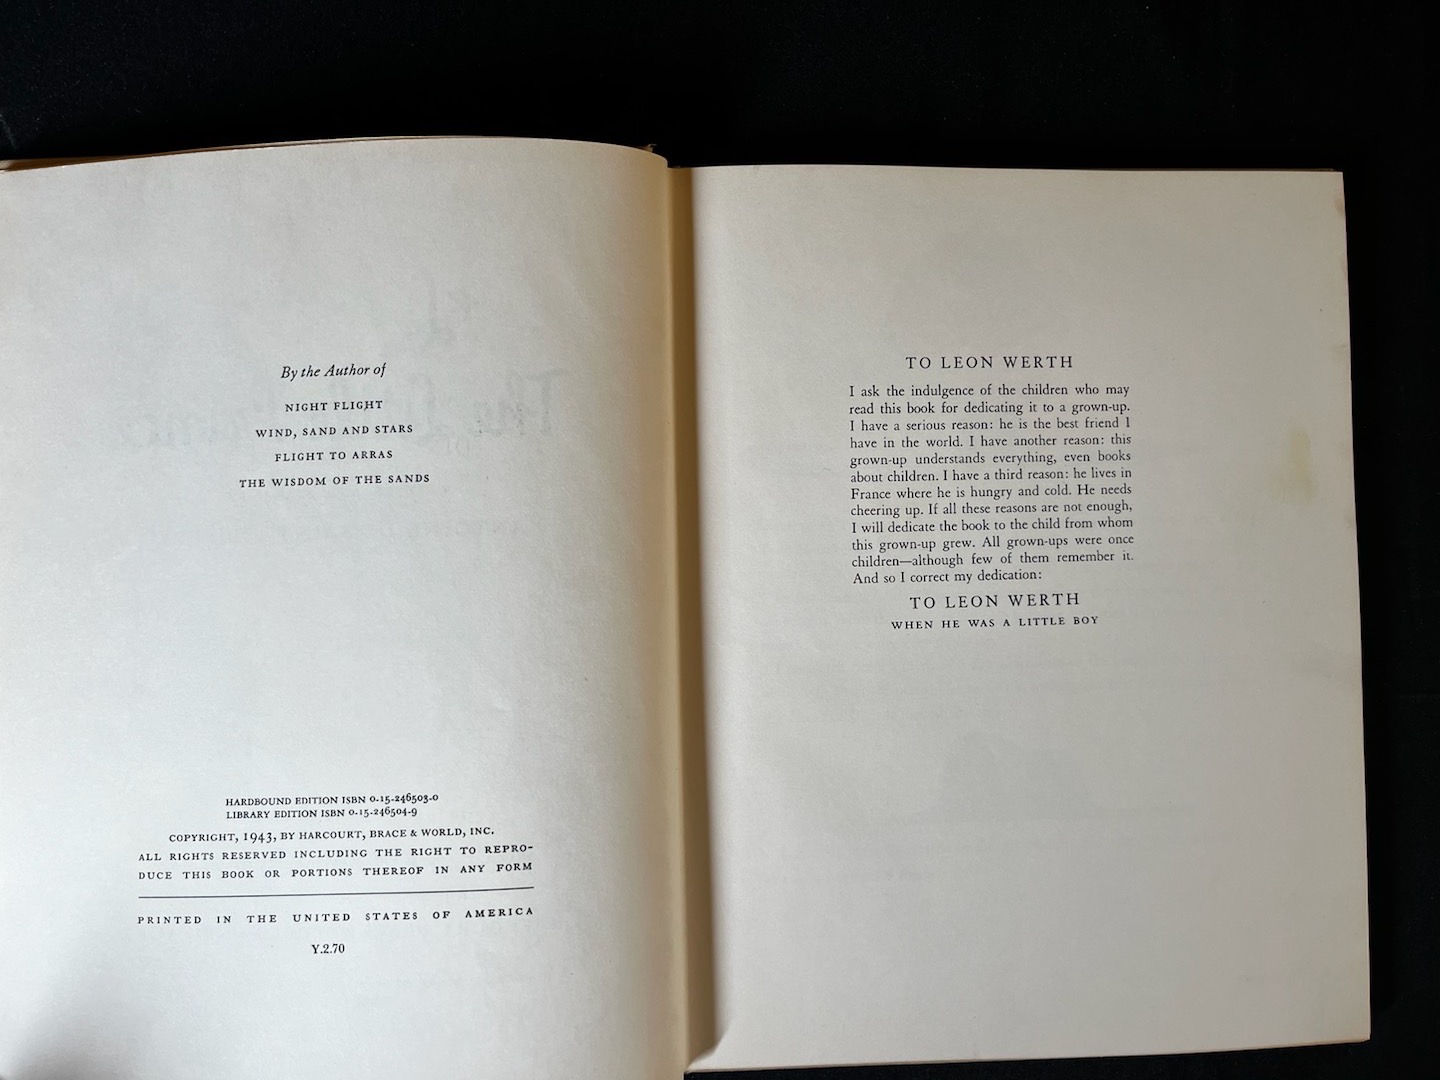 By the Author of
NIGHT FLIGHT
WIND, SAND AND STARS
FLIGHT TO ARRAS
THE WISDOM OF THE SANDS
HARDBOUND EDITION ISBN 0-15-246503-0
LIBRARY EDITION ISBN 0-15-246504-9
COPYRIGHT, 1943, BY HARCOURT, BRACE & WORLD, INC.
ALL RIGHTS RESERVED INCLUDING THE RIGHT TO REPRO-
DUCE THIS BOOK OR PORTIONS THEREOF IN ANY FORM
PRINTED IN THE UNITED STATES OF AMERICA
Y.2.70
TO LEON WERTH
I ask the indulgence of the children who may
read this book for dedicating it to a grown-up.
I have a serious reason: he is the best friend I
have in the world. I have another reason: this
grown-up understands everything, even books
about children. I have a third reason: he lives in
France where he is hungry and cold. He needs
cheering up. If all these reasons are not enough,
I will dedicate the book to the child from whom
this grown-up grew. All grown-ups were once
children—although few of them remember it.
And so I correct my dedication:
TO LEON WERTH
WHEN HE WAS A LITTLE BOY